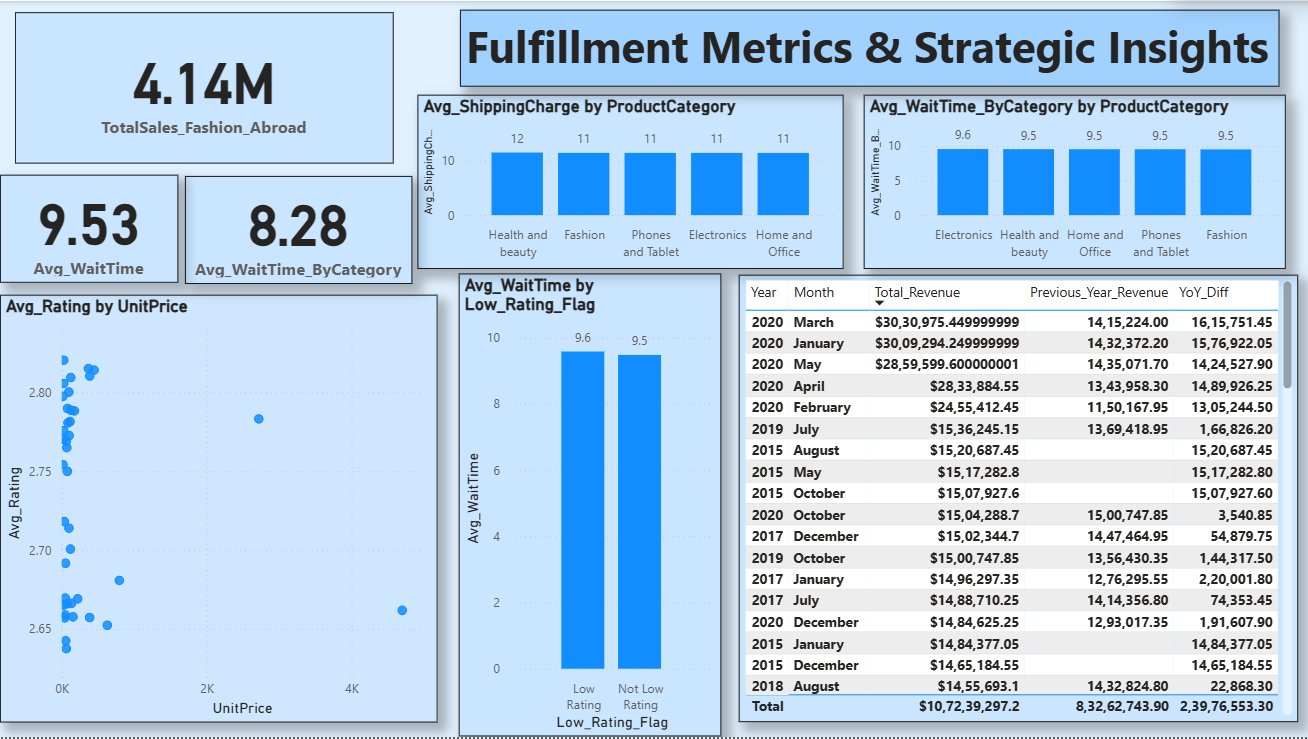 Fulfillment Metrics & Strategic Insights
4.14M
TotalSales_Fashion_Abroad
9.53
Avg_WaitTime
8.28
Avg_WaitTime_ByCategory
Avg_ShippingCharge by ProductCategory
Avg_ShippingCh...
10
0
12
11
11
11
11
Health and
beauty
Fashion
Phones
and Tablet
Electronics
Home and
Office
Avg_WaitTime_ByCategory by ProductCategory
Avg_WaitTime_B...
10
5
0
9.6
9.5
9.5
9.5
9.5
Electronics
Health and
beauty
Home and
Office
Phones
and Tablet
Fashion
Avg_Rating by UnitPrice
Avg_Rating
2.80
2.75
2.70
2.65
0K
2K
4K
UnitPrice
Avg_WaitTime by
Low_Rating_Flag
Avg_WaitTime
10
8
6
4
2
0
9.6
9.5
Low
Rating
Not Low
Rating
Low_Rating_Flag
Year Month Total_Revenue Previous_Year_Revenue YoY_Diff
2020 March $30,30,975.449999999 14,15,224.00 16,15,751.45
2020 January $30,09,294.249999999 14,32,372.20 15,76,922.05
2020 May $28,59,599.600000001 14,35,071.70 14,24,527.90
2020 April $28,33,884.55 13,43,958.30 14,89,926.25
2020 February $24,55,412.45 11,50,167.95 13,05,244.50
2019 July $15,36,245.15 13,69,418.95 1,66,826.20
2015 August $15,20,687.45 15,20,687.45
2015 May $15,17,282.8 15,17,282.80
2015 October $15,07,927.6 15,07,927.60
2020 October $15,04,288.7 15,00,747.85 3,540.85
2017 December $15,02,344.7 14,47,464.95 54,879.75
2019 October $15,00,747.85 13,56,430.35 1,44,317.50
2017 January $14,96,297.35 12,76,295.55 2,20,001.80
2017 July $14,88,710.25 14,14,356.80 74,353.45
2020 December $14,84,625.25 12,93,017.35 1,91,607.90
2015 January $14,84,377.05 14,84,377.05
2015 December $14,65,184.55 14,65,184.55
2018 August $14,55,693.1 14,32,824.80 22,868.30
Total $10,72,39,297.2 8,32,62,743.90 2,39,76,553.30